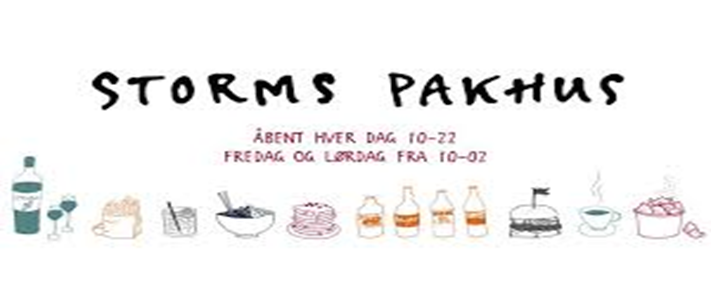 STORMS PAKHUS
ÅBENT HVER DAG 10-22
FREDAG OG LØRDAG FRA 10-02